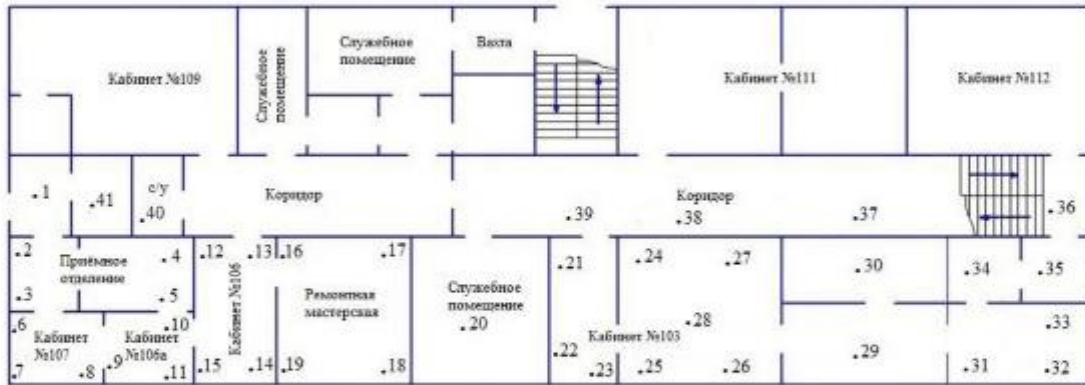 Служебное
помещение
Вахта
Кабинет №109
Служебное
помещение
Кабинет №111
Кабинет №112
.1
.41
с/у
.40
Коридор
.39
Коридор
.38
.37
.36
.2
Приёмное
отделение
.4
.3
.5
.12
.13
Кабинет №106
.15
.14
.16
.17
Ремонтная
мастерская
.19
.18
Служебное
помещение
.20
.21
.22
.23
Кабинет №103
.24
.27
.28
.25
.26
.30
.29
.34
.35
.33
.31
.32
.6
Кабинет
№107
.7
.8
.10
Кабинет
№106а
.9
.11